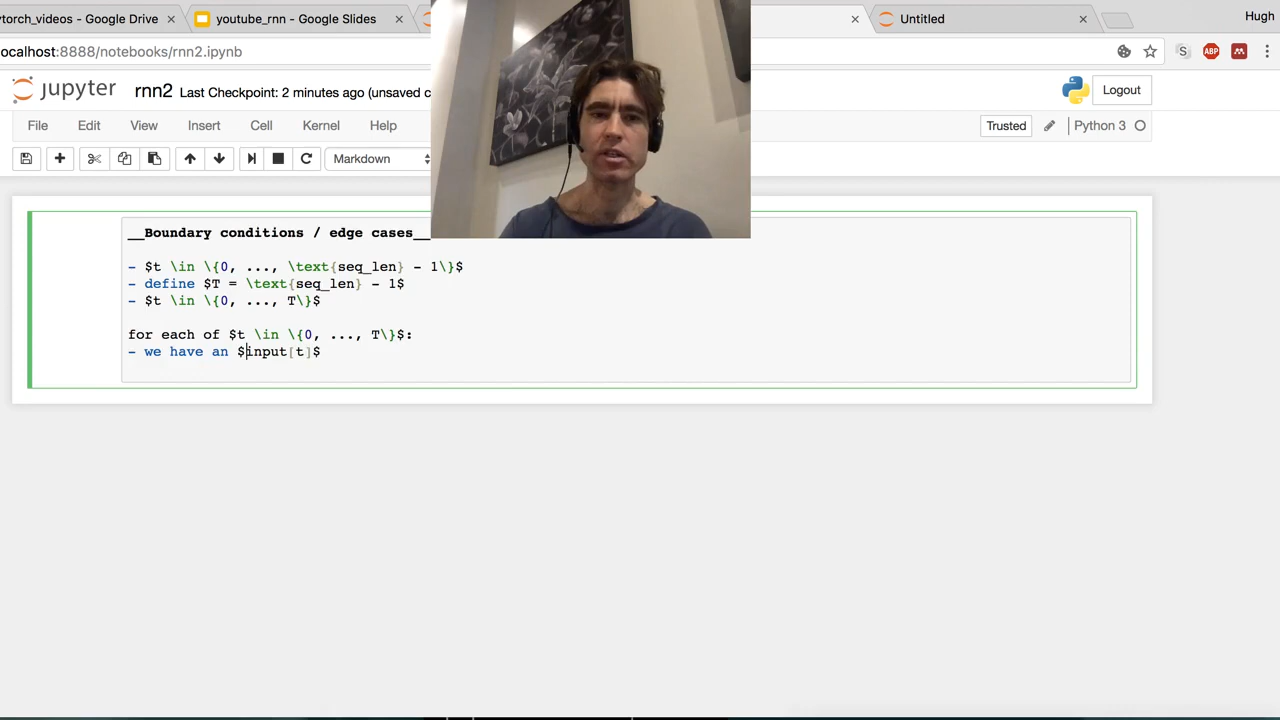 ytorch_videos - Google Drive
youtube_rnn - Google Slides
Untitled
Hugh
ocalhost:8888/notebooks/rnn2.ipynb
S ABP
jupyter rnn2 Last Checkpoint: 2 minutes ago (unsaved c
Logout
File Edit View Insert Cell Kernel Help
Trusted Python 3
Markdown
__Boundary conditions / edge cases__
- $t \in \{0, ..., \text{seq_len} - 1\}$
- define $T = \text{seq_len} - 1$
- $t \in \{0, ..., T\}$
for each of $t \in \{0, ..., T\}$:
- we have an $input[t]$